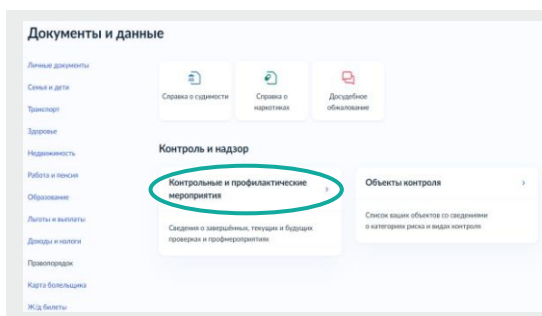 Документы и данные
Личные документы
Семья и дети
Транспорт
Здоровье
Недвижимость
Работа и пенсия
Образование
Льготы и выплаты
Доходы и налоги
Правопорядок
Карта болельщика
Ж/д билеты
Справка о судимости
Справка о
наркотиках
Досудебное
обжалование
Контроль и надзор
Контрольные и профилактические
мероприятия
Сведения о завершённых, текущих и будущих
проверках и профмероприятиях
Объекты контроля
Список ваших объектов со сведениями
о категориях риска и видах контроля